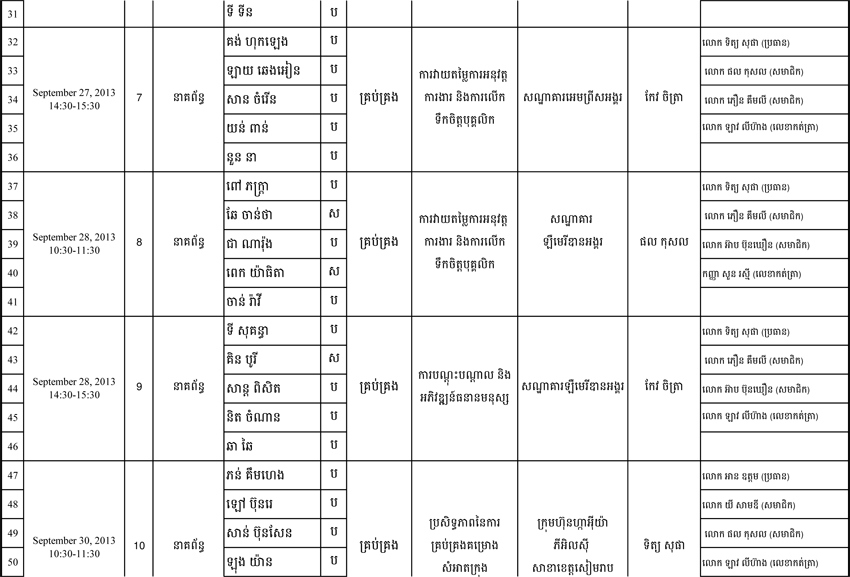 31 ទី ទីន ប
32 គង់ ហុកឡេង ប លោក ទិត្យ សុផា (ប្រធាន)
33 ឡាយ ឆេងអៀន ប លោក ផល កុសល (សមាជិក)
34 សាន ចំរើន ប លោក ភឿន គីមលី (សមាជិក)
35 យន់ ពាន់ ប លោក ឡាវ លីហ៊ាង (លេខាកត់ត្រា)
36 នួន នា ប
September 27, 2013
14:30-15:30
7
នាគព័ន្ធ
គ្រប់គ្រង
ការវាយតម្លៃការអនុវត្ត
ការងារ និងការលើក
ទឹកចិត្តបុគ្គលិក
សណ្ឋាគារអេមព្រីសអង្គរ
កែវ ចិត្រា
37 ពៅ ភក្ត្រា ប លោក ទិត្យ សុផា (ប្រធាន)
38 ឆែ ចាន់ថា ស លោក ភឿន គីមលី (សមាជិក)
39 ជា ណារ៉ុង ប លោក អ៊ាប ប៊ុនឃឿន (សមាជិក)
40 ពេក យ៉ាធិតា ស កញ្ញា សួន រស្មី (លេខាកត់ត្រា)
41 ចាន់ រ៉ាវី ប
September 28, 2013
10:30-11:30
8
នាគព័ន្ធ
គ្រប់គ្រង
ការវាយតម្លៃការអនុវត្ត
ការងារ និងការលើក
ទឹកចិត្តបុគ្គលិក
សណ្ឋាគារ
ឡឺមេរីឌានអង្គរ
ផល កុសល
42 ទី សុគន្ធា ប លោក ទិត្យ សុផា (ប្រធាន)
43 គិន បូរី ស លោក ភឿន គីមលី (សមាជិក)
44 សាន្ត ពិសិត ប លោក អ៊ាប ប៊ុនឃឿន (សមាជិក)
45 និត ចំណាន ប លោក ឡាវ លីហ៊ាង (លេខាកត់ត្រា)
46 ឆា ឆៃ ប
September 28, 2013
14:30-15:30
9
នាគព័ន្ធ
គ្រប់គ្រង
ការបណ្តុះបណ្តាល និង
អភិវឌ្ឍន៍ធនធានមនុស្ស
សណ្ឋាគារឡឺមេរីឌានអង្គរ
កែវ ចិត្រា
47 ភន់ គឹមហេង ប លោក អាន ឧត្តម (ប្រធាន)
48 ឡៅ ប៊ុនរេ ប លោក យី សាមឌី (សមាជិក)
49 សាន់ ប៊ុនសែន ប លោក ផល កុសល (សមាជិក)
50 ឡុង យ៉ាន ប លោក ឡាវ លីហ៊ាង (លេខាកត់ត្រា)
September 30, 2013
10:30-11:30
10
នាគព័ន្ធ
គ្រប់គ្រង
ប្រសិទ្ធភាពនៃការ
គ្រប់គ្រងគម្រោង
សំអាតក្រុង
ក្រុមហ៊ុនហ្កាអ៊ីយ៉ា
ភីអិលស៊ី
សាខាខេត្តសៀមរាប
ទិត្យ សុផា